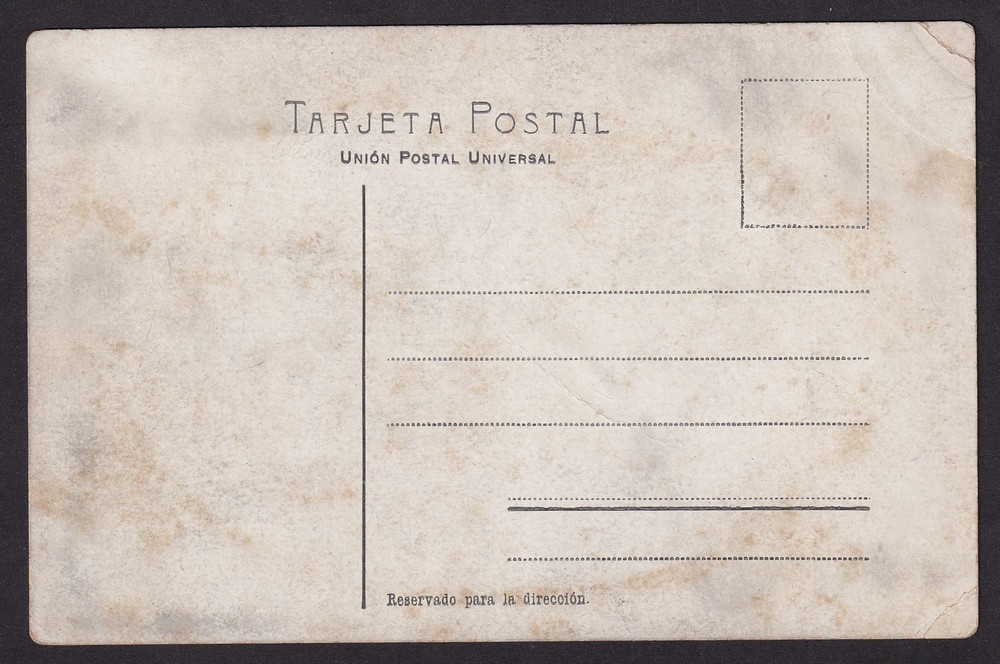 TARJETA POSTAL
UNIÓN POSTAL UNIVERSAL
Reservado para la dirección.